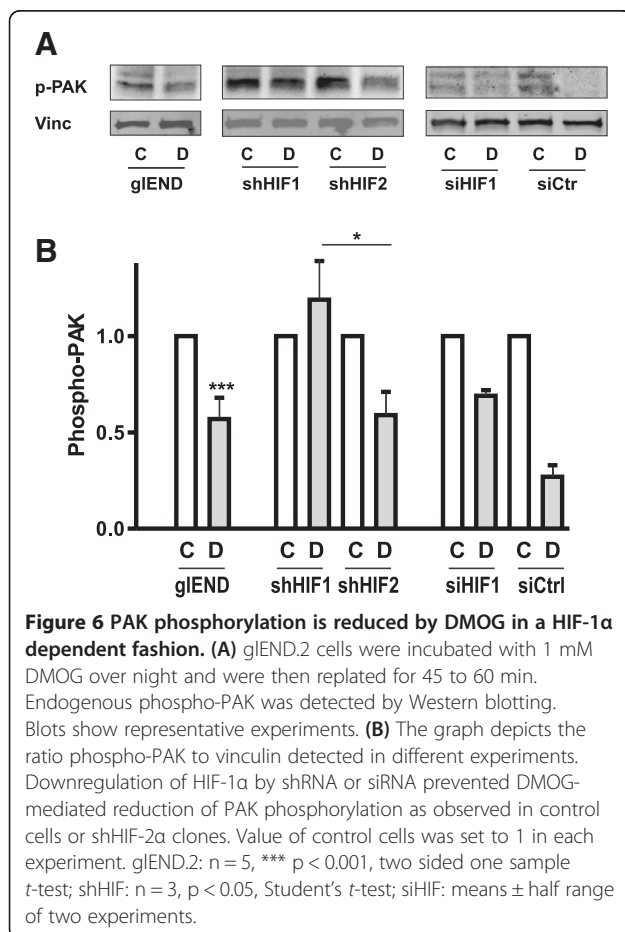 A
p-PAK
Vinc
C D C D C D C D C D
glEND shHIF1 shHIF2 siHIF1 siCtr
B
*
Phospho-PAK
1.0
***
0.5
0.0
C D C D C D C D C D
glEND shHIF1 shHIF2 siHIF1 siCtrl
Figure 6 PAK phosphorylation is reduced by DMOG in a HIF-1α
dependent fashion. (A) glEND.2 cells were incubated with 1 mM
DMOG over night and were then replated for 45 to 60 min.
Endogenous phospho-PAK was detected by Western blotting.
Blots show representative experiments. (B) The graph depicts the
ratio phospho-PAK to vinculin detected in different experiments.
Downregulation of HIF-1α by shRNA or siRNA prevented DMOG-
mediated reduction of PAK phosphorylation as observed in control
cells or shHIF-2α clones. Value of control cells was set to 1 in each
experiment. glEND.2: n = 5, *** p < 0.001, two sided one sample
t-test; shHIF: n = 3, p < 0.05, Student's t-test; siHIF: means ± half range
of two experiments.